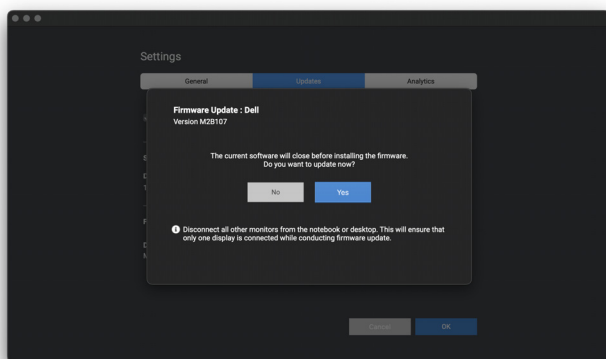 Settings
General
Updates
Analytics
Firmware Update : Dell
Version M2B107
The current software will close before installing the firmware.
Do you want to update now?
No
Yes
Disconnect all other monitors from the notebook or desktop. This will ensure that
only one display is connected while conducting firmware update.
Cancel
OK